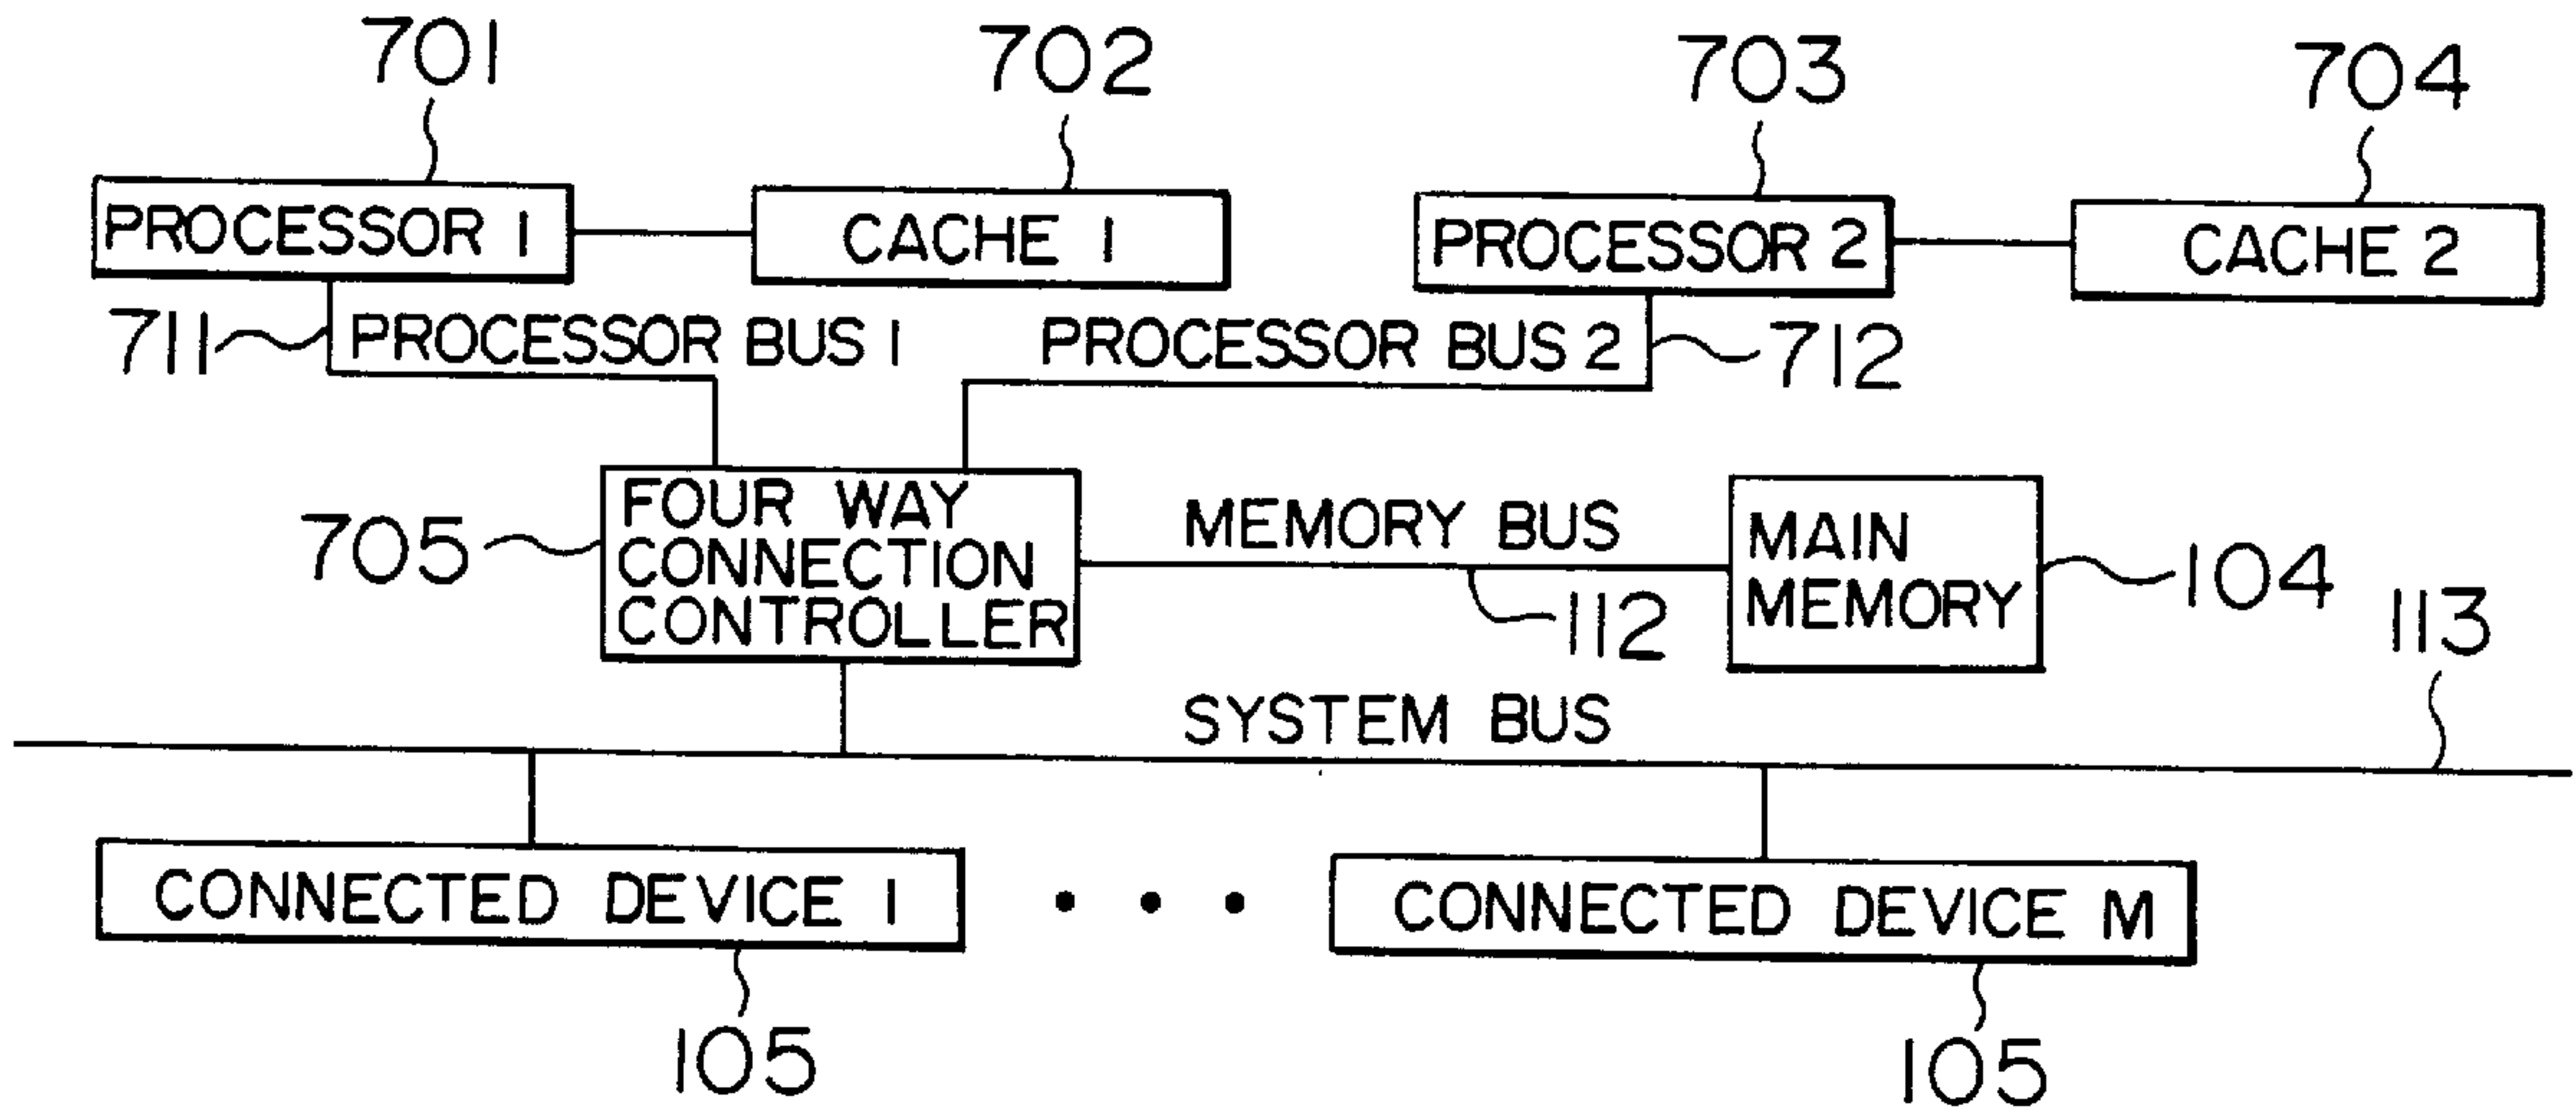 701
702
703
704
PROCESSOR 1
CACHE 1
PROCESSOR 2
CACHE 2
711
PROCESSOR BUS 1
PROCESSOR BUS 2
712
705
FOUR WAY
CONNECTION
CONTROLLER
MEMORY BUS
112
MAIN
MEMORY
104
113
SYSTEM BUS
CONNECTED DEVICE 1
• • •
CONNECTED DEVICE M
105
105